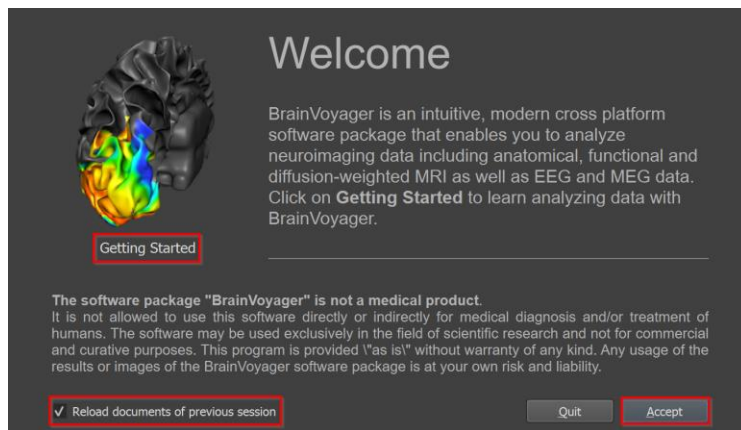 Welcome
BrainVoyager is an intuitive, modern cross platform
software package that enables you to analyze
neuroimaging data including anatomical, functional and
diffusion-weighted MRI as well as EEG and MEG data.
Click on Getting Started to learn analyzing data with
BrainVoyager.
Getting Started
The software package "BrainVoyager" is not a medical product.
It is not allowed to use this software directly or indirectly for medical diagnosis and/or treatment of
humans. The software may be used exclusively in the field of scientific research and not for commercial
and curative purposes. This program is provided \"as is\" without warranty of any kind. Any usage of the
results or images of the BrainVoyager software package is at your own risk and liability.
Reload documents of previous session
Quit
Accept